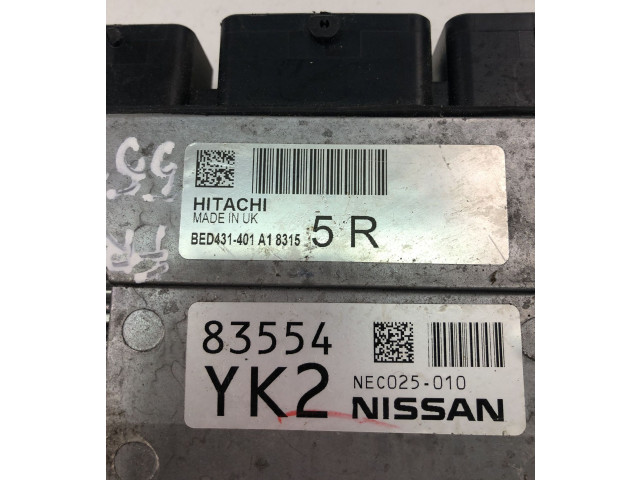 HITACHI
MADE IN UK
BED431-401 A1 8315 5 R
83554
YK2 NEC025-010
NISSAN